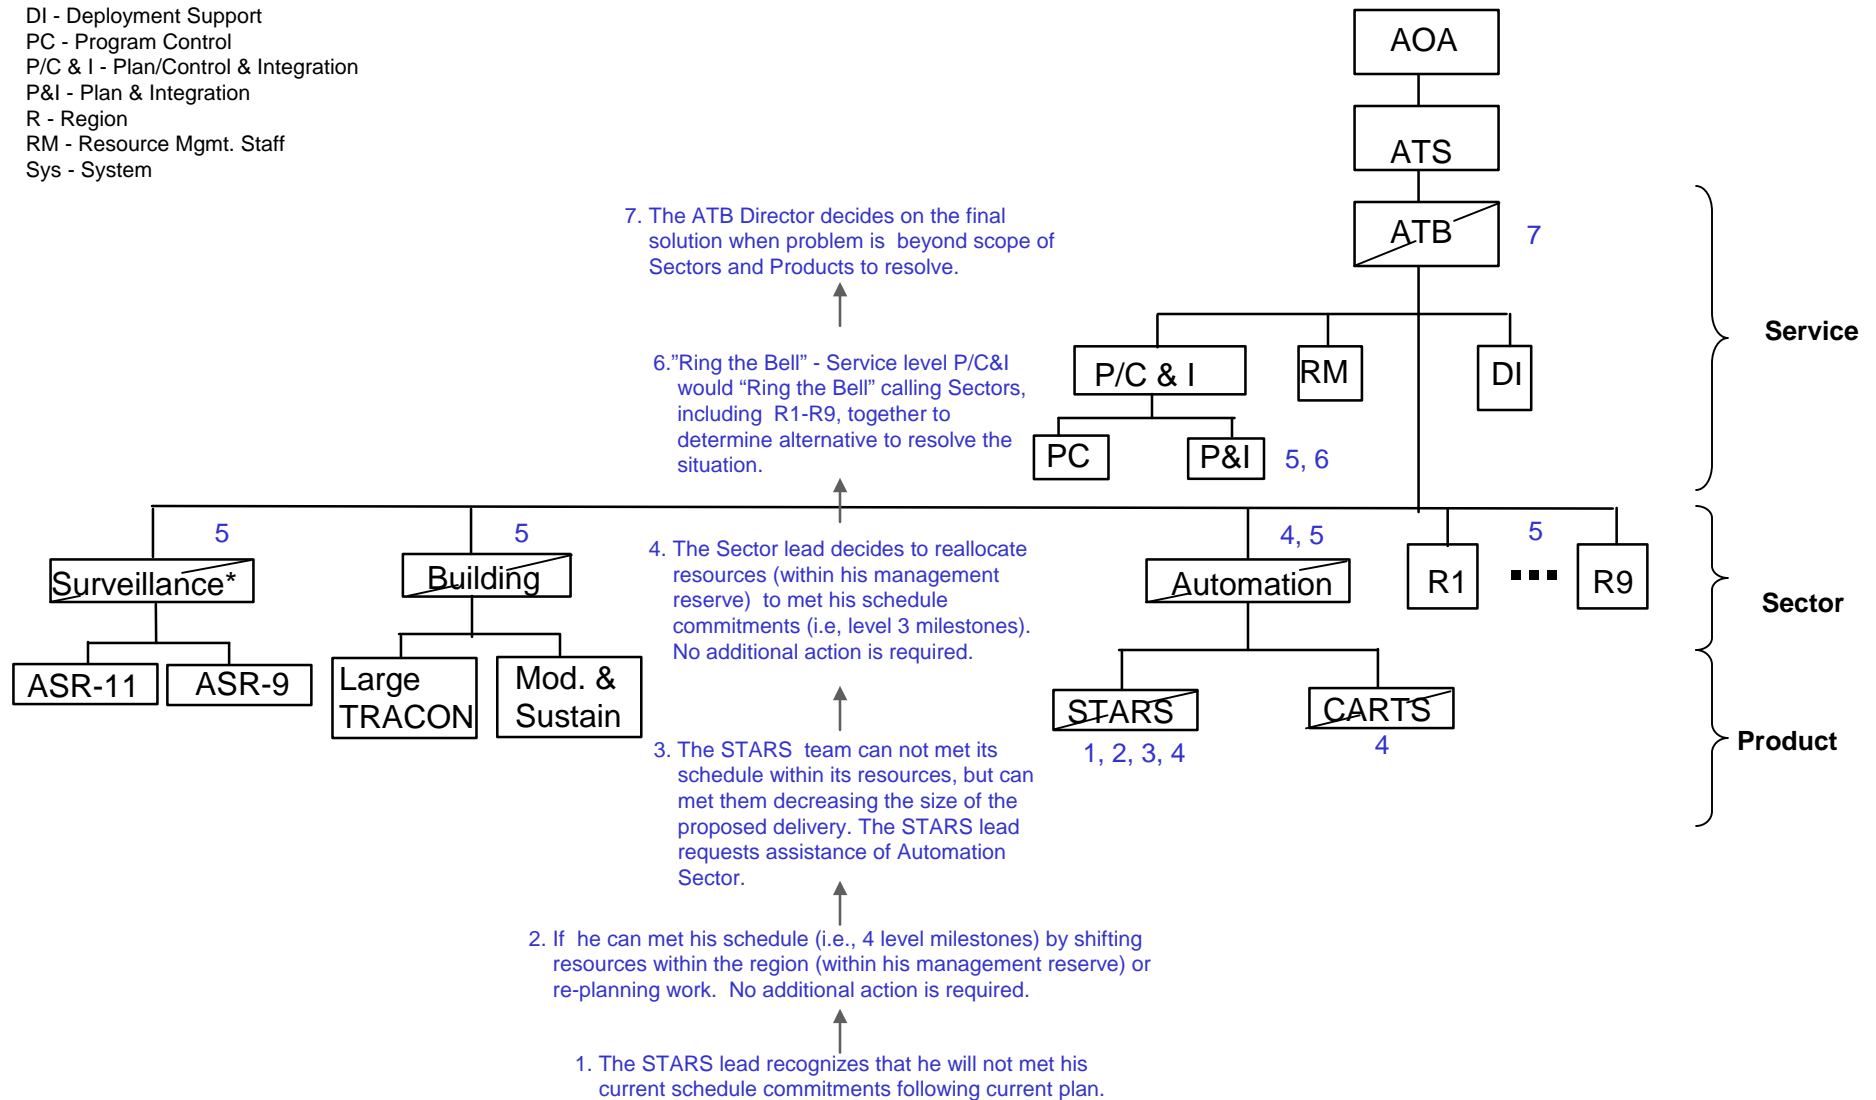 DI - Deployment Support
PC - Program Control
P/C & I - Plan/Control & Integration
P&I - Plan & Integration
R - Region
RM - Resource Mgmt. Staff
Sys - System
AOA
ATS
ATB
7
Service
7. The ATB Director decides on the final
solution when problem is beyond scope of
Sectors and Products to resolve.
6."Ring the Bell" - Service level P/C&I
would “Ring the Bell” calling Sectors,
including R1-R9, together to
determine alternative to resolve the
situation.
P/C & I
RM
DI
PC
P&I
5, 6
5
5
4, 5
5
Surveillance*
Building
Automation
R1
R9
Sector
4. The Sector lead decides to reallocate
resources (within his management
reserve) to met his schedule
commitments (i.e, level 3 milestones).
No additional action is required.
ASR-11
ASR-9
Large
TRACON
Mod. &
Sustain
STARS
CARTS
1, 2, 3, 4
4
Product
3. The STARS team can not met its
schedule within its resources, but can
met them decreasing the size of the
proposed delivery. The STARS lead
requests assistance of Automation
Sector.
2. If he can met his schedule (i.e., 4 level milestones) by shifting
resources within the region (within his management reserve) or
re-planning work. No additional action is required.
1. The STARS lead recognizes that he will not met his
current schedule commitments following current plan.